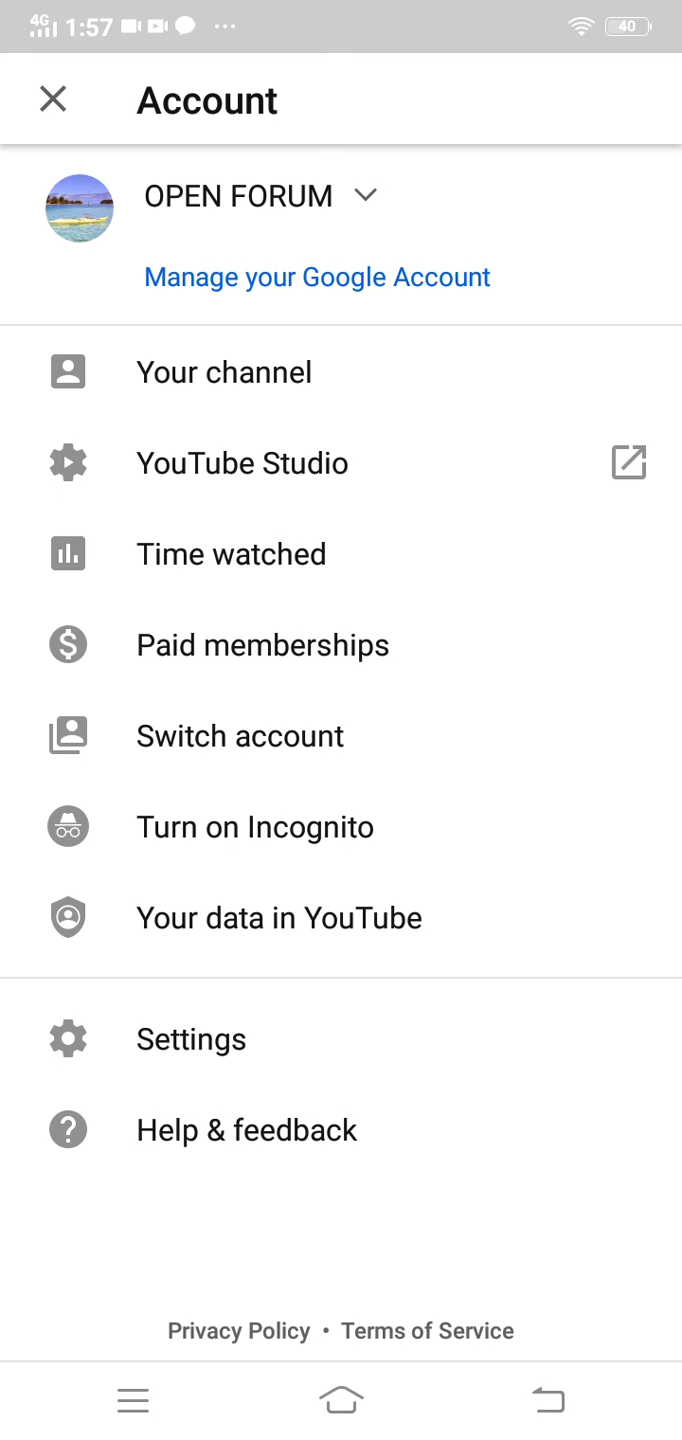 4G 1:57 40
Account
OPEN FORUM
Manage your Google Account
Your channel
YouTube Studio
Time watched
Paid memberships
Switch account
Turn on Incognito
Your data in YouTube
Settings
Help & feedback
Privacy Policy • Terms of Service